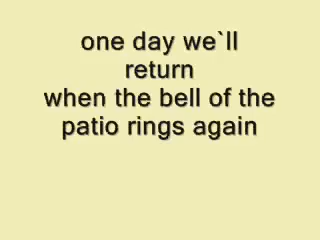 one day we`ll
return
when the bell of the
patio rings again